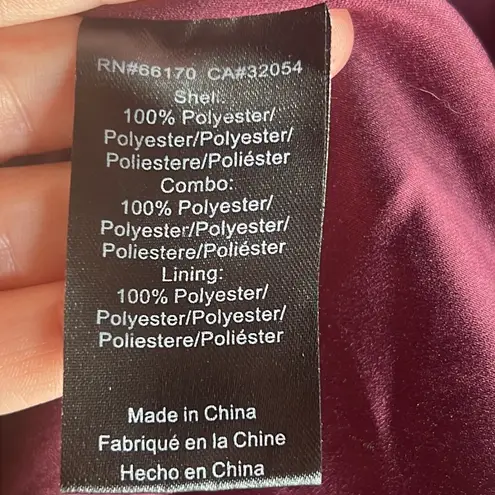 RN#66170 CA#32054
Shell:
100% Polyester/
Polyester/Polyester/
Poliestere/Poliéster
Combo:
100% Polyester/
Polyester/Polyester/
Poliestere/Poliéster
Lining:
100% Polyester/
Polyester/Polyester/
Poliestere/Poliéster
Made in China
Fabriqué en la Chine
Hecho en China